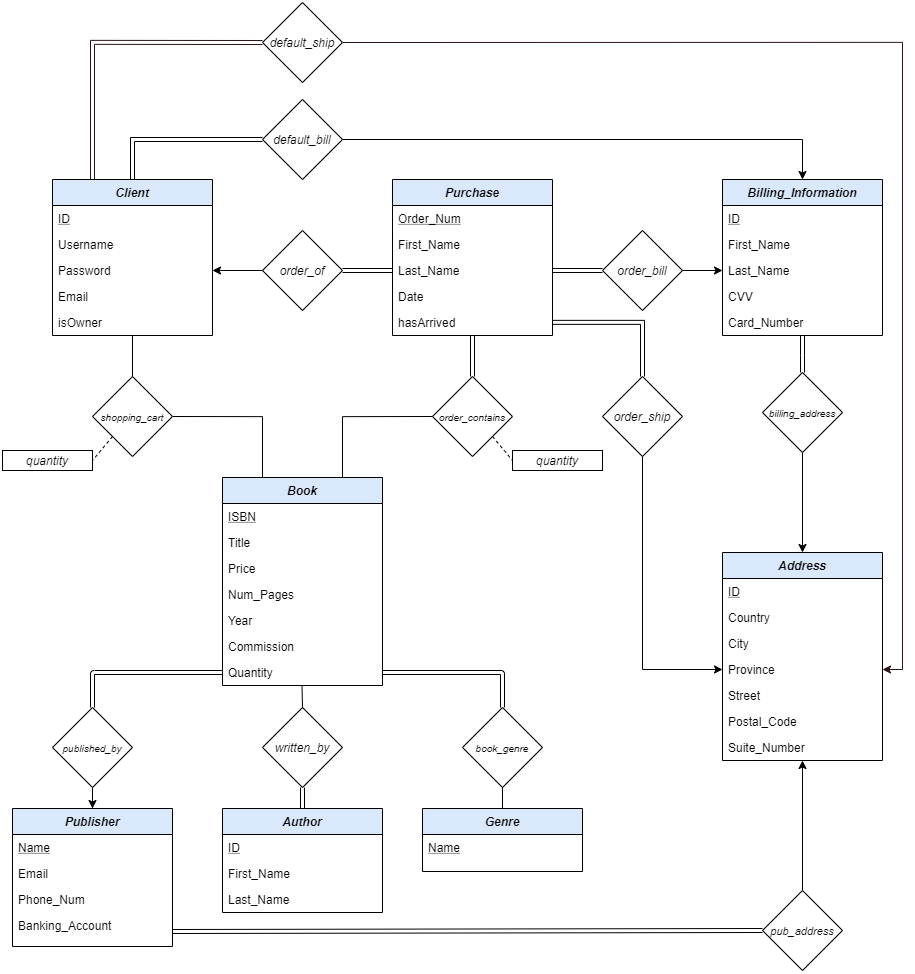 default_ship
default_bill
Client
ID
Username
Password
Email
isOwner
order_of
Purchase
Order_Num
First_Name
Last_Name
Date
hasArrived
order_bill
Billing_Information
ID
First_Name
Last_Name
CVV
Card_Number
shopping_cart
quantity
order_contains
quantity
order_ship
billing_address
Book
ISBN
Title
Price
Num_Pages
Year
Commission
Quantity
Address
ID
Country
City
Province
Street
Postal_Code
Suite_Number
published_by
written_by
book_genre
Publisher
Name
Email
Phone_Num
Banking_Account
Author
ID
First_Name
Last_Name
Genre
Name
pub_address